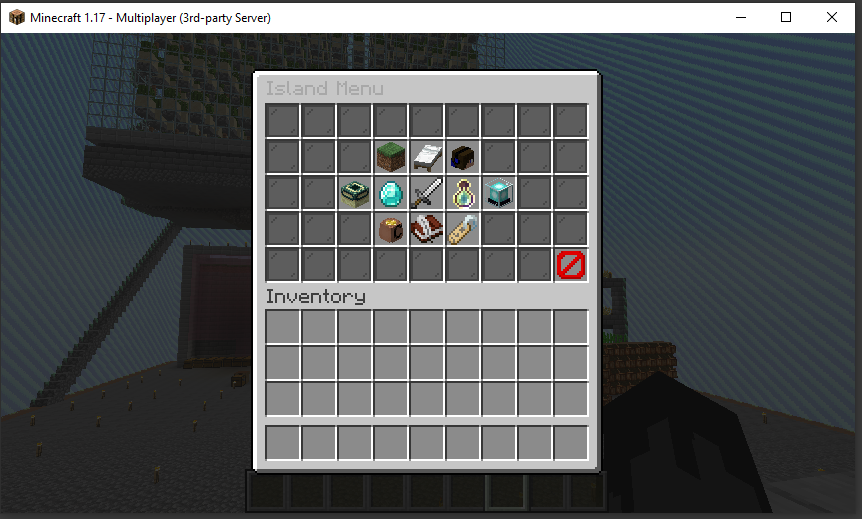 Minecraft 1.17 - Multiplayer (3rd-party Server)
Island Menu
Inventory